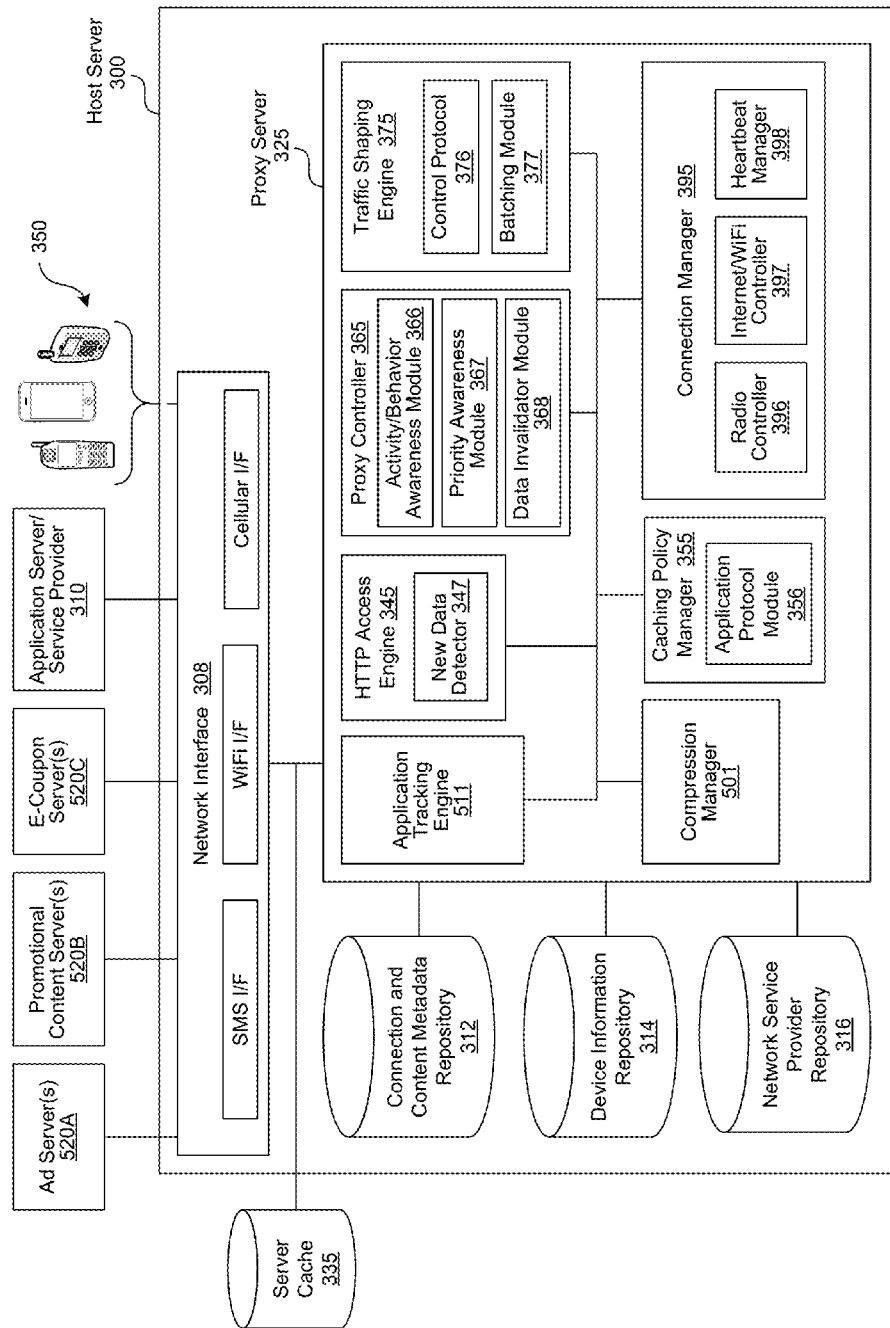 Host Server
300
350
Application Server/
Service Provider
310
E-Coupon
Server(s)
520C
Promotional
Content Server(s)
520B
Ad Server(s)
520A
Network Interface 308
Cellular I/F
WiFi I/F
SMS I/F
Server
Cache
335
Proxy Server
325
Traffic Shaping
Engine 375
Control Protocol
376
Batching Module
377
Proxy Controller 365
Activity/Behavior
Awareness Module 366
Priority Awareness
Module 367
Data Invalidator Module
368
HTTP Access
Engine 345
New Data
Detector 347
Application
Tracking
Engine
511
Connection Manager 395
Radio
Controller
396
Internet/WiFi
Controller
397
Heartbeat
Manager
398
Caching Policy
Manager 355
Application
Protocol
Module
356
Compression
Manager
501
Connection and
Content Metadata
Repository
312
Device Information
Repository
314
Network Service
Provider
Repository
316